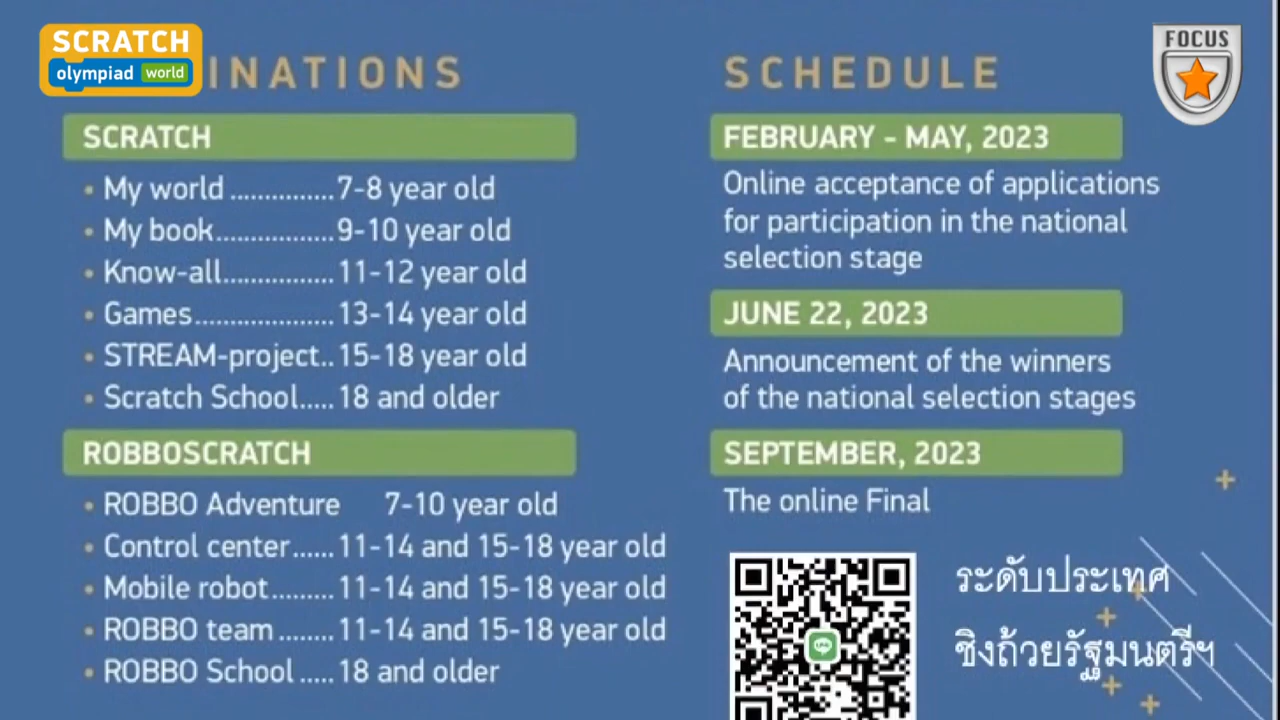 SCRATCH
olympiad world
INATIONS
SCRATCH
• My world ..............7-8 year old
• My book................9-10 year old
• Know-all...............11-12 year old
• Games...................13-14 year old
• STREAM-project..15-18 year old
• Scratch School.....18 and older
ROBBOSCRATCH
• ROBBO Adventure 7-10 year old
• Control center......11-14 and 15-18 year old
• Mobile robot.........11-14 and 15-18 year old
• ROBBO team ........11-14 and 15-18 year old
• ROBBO School .....18 and older
SCHEDULE
FEBRUARY - MAY, 2023
Online acceptance of applications
for participation in the national
selection stage
JUNE 22, 2023
Announcement of the winners
of the national selection stages
SEPTEMBER, 2023
The online Final
ระดับประเทศ
ชิงถ้วยรัฐมนตรีฯ
FOCUS